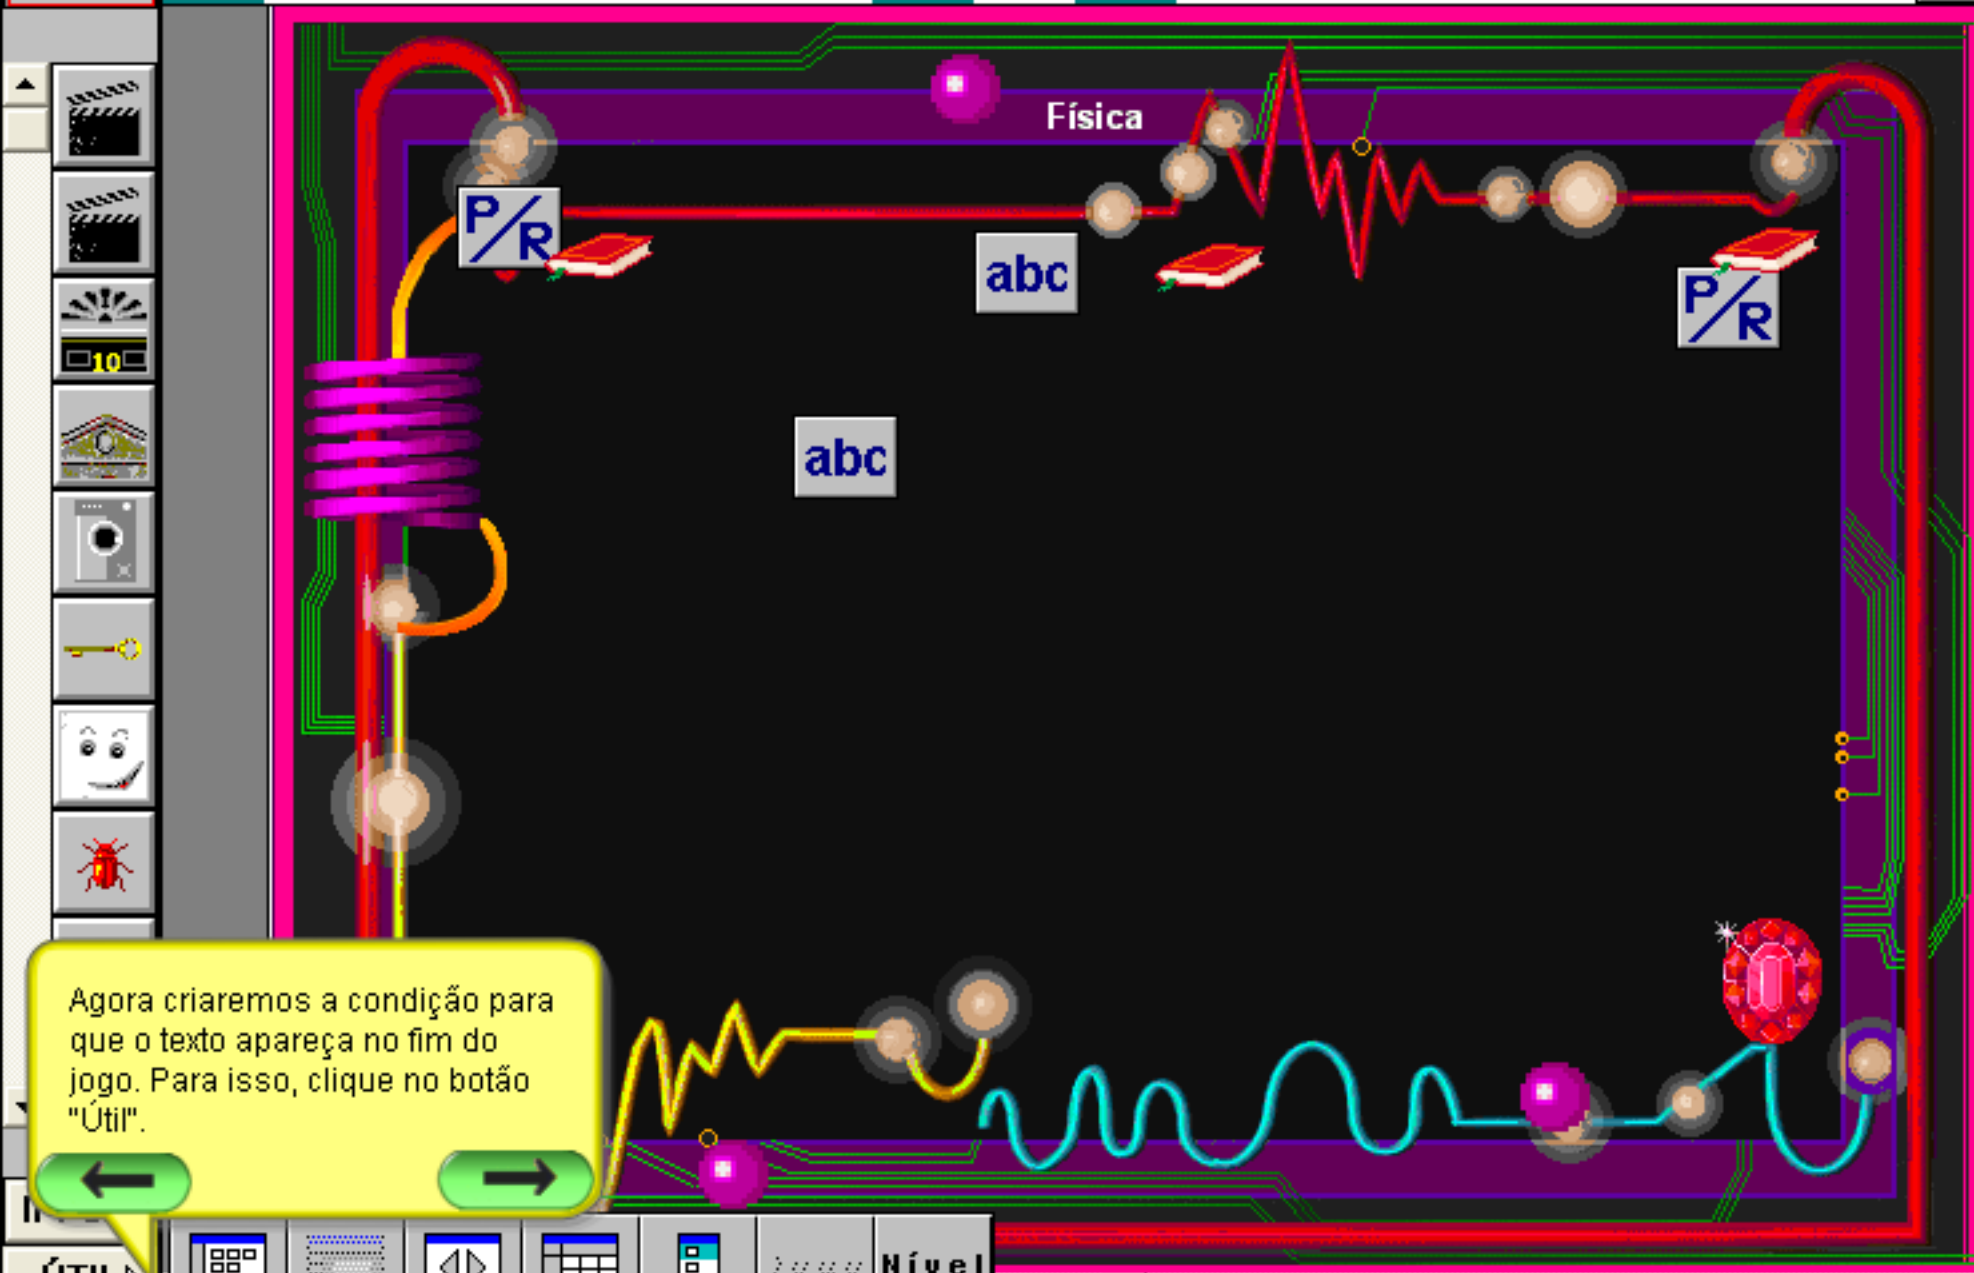 Física
P/R
abc
P/R
10
abc
Agora criaremos a condição para
que o texto apareça no fim do
jogo. Para isso, clique no botão
"Útil".
ÚTIL
Nível